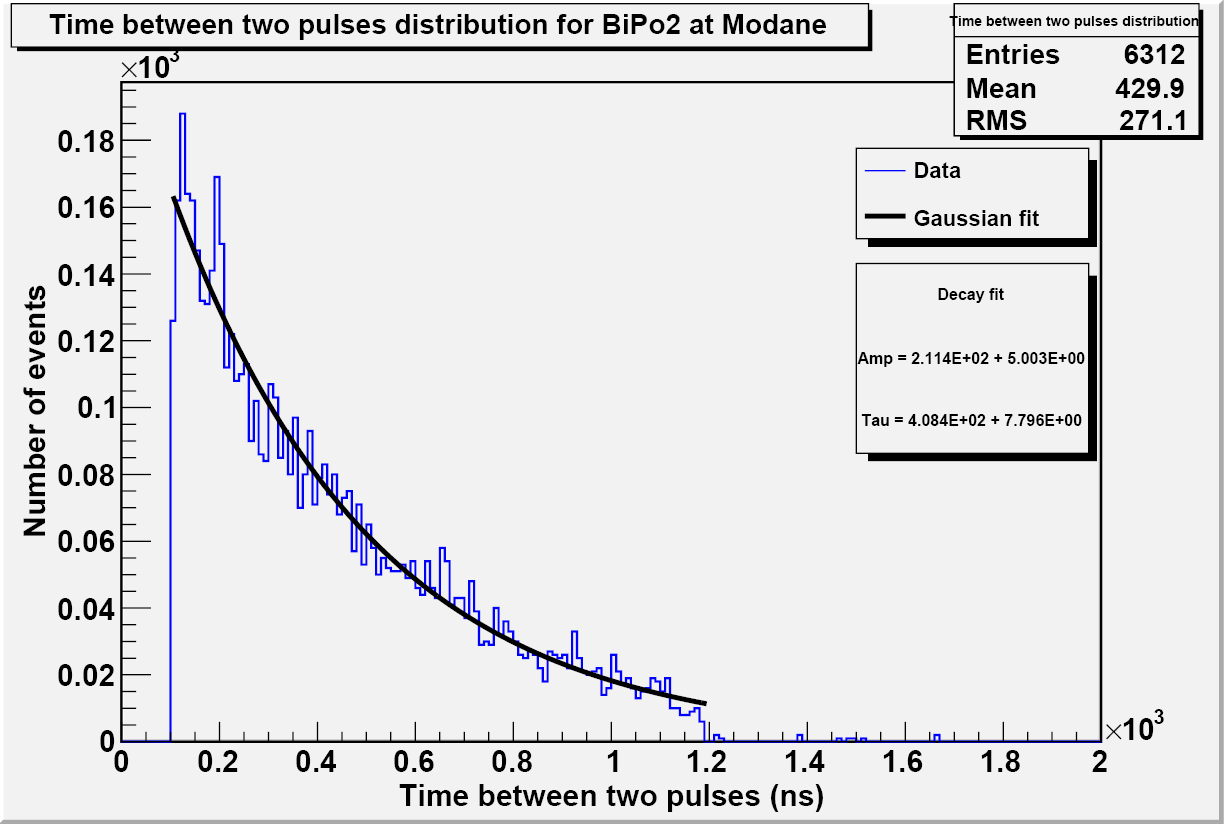 Time between two pulses distribution for BiPo2 at Modane
Time between two pulses distribution
Entries 6312
Mean 429.9
RMS 271.1
×10³
Data
Gaussian fit
Decay fit
Amp = 2.114E+02 + 5.003E+00
Tau = 4.084E+02 + 7.796E+00
Number of events
0.18
0.16
0.14
0.12
0.1
0.08
0.06
0.04
0.02
0
×10³
0 0.2 0.4 0.6 0.8 1 1.2 1.4 1.6 1.8 2
Time between two pulses (ns)